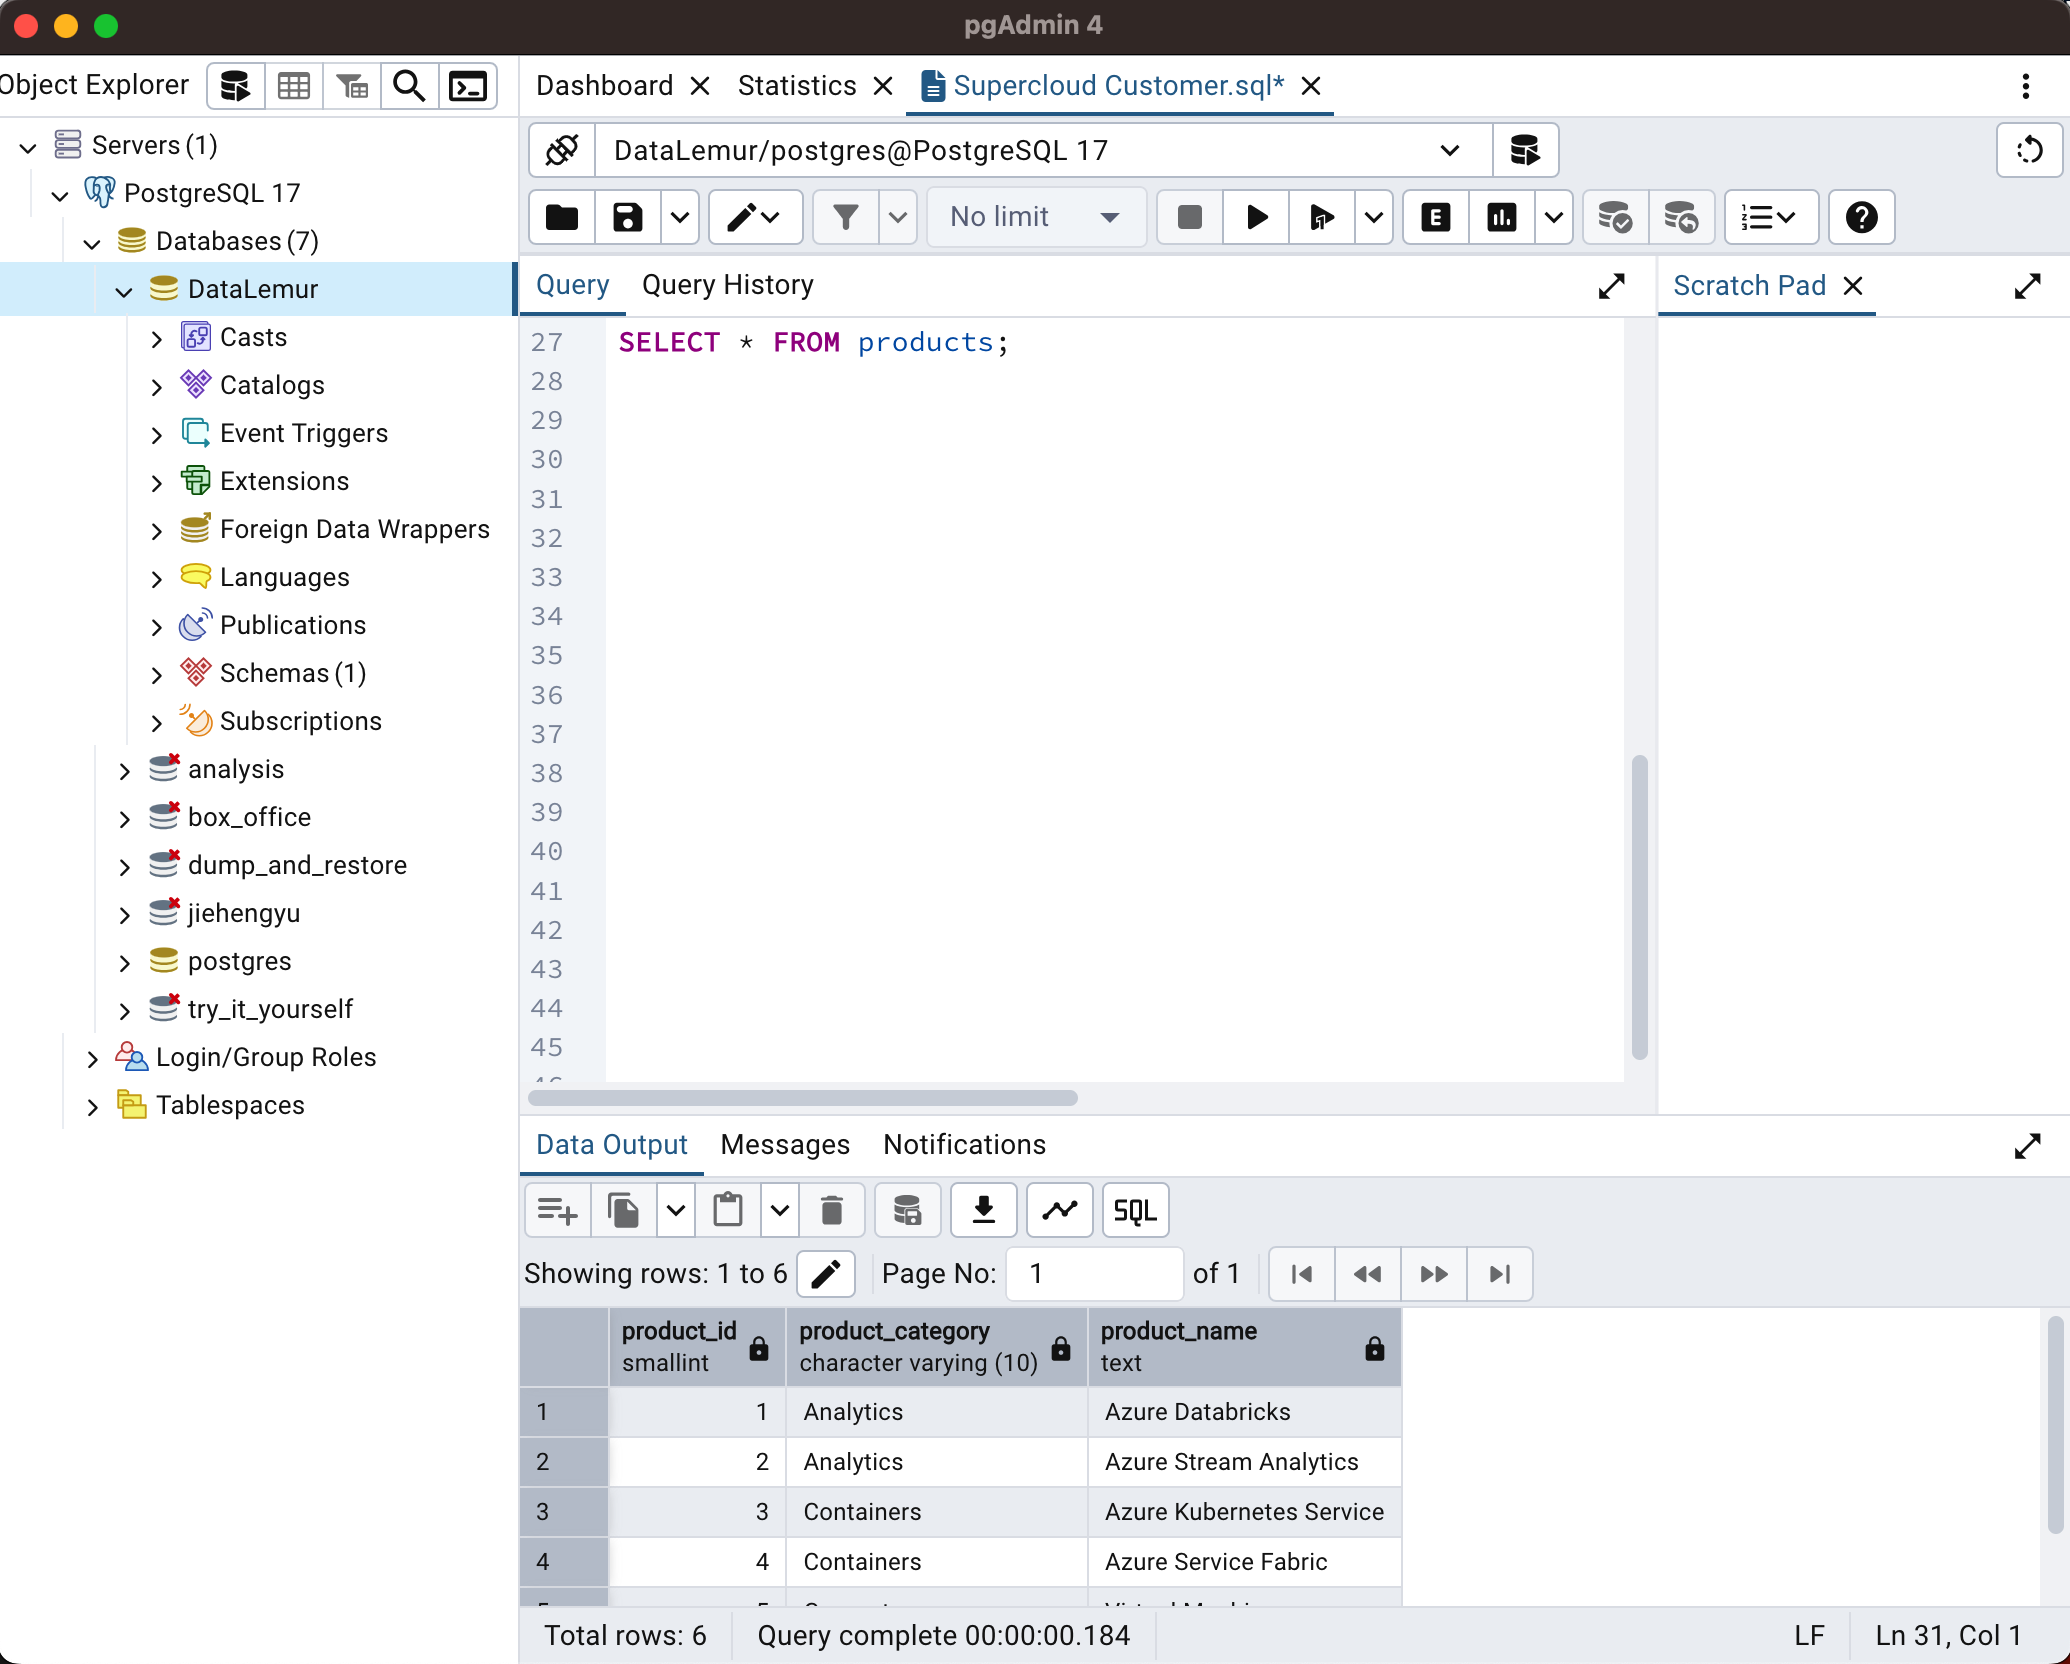 pgAdmin 4
Object Explorer
Dashboard
Statistics
Supercloud Customer.sql*
Servers (1)
PostgreSQL 17
Databases (7)
DataLemur
Casts
Catalogs
Event Triggers
Extensions
Foreign Data Wrappers
Languages
Publications
Schemas (1)
Subscriptions
analysis
box_office
dump_and_restore
jiehengyu
postgres
try_it_yourself
Login/Group Roles
Tablespaces
DataLemur/postgres@PostgreSQL 17
No limit
E
Query
Query History
Scratch Pad
27 SELECT * FROM products;
28
29
30
31
32
33
34
35
36
37
38
39
40
41
42
43
44
45
Data Output
Messages
Notifications
SQL
Showing rows: 1 to 6
Page No: 1 of 1
product_id product_category product_name
smallint character varying (10) text
1 1 Analytics Azure Databricks
2 2 Analytics Azure Stream Analytics
3 3 Containers Azure Kubernetes Service
4 4 Containers Azure Service Fabric
Total rows: 6
Query complete 00:00:00.184
LF
Ln 31, Col 1